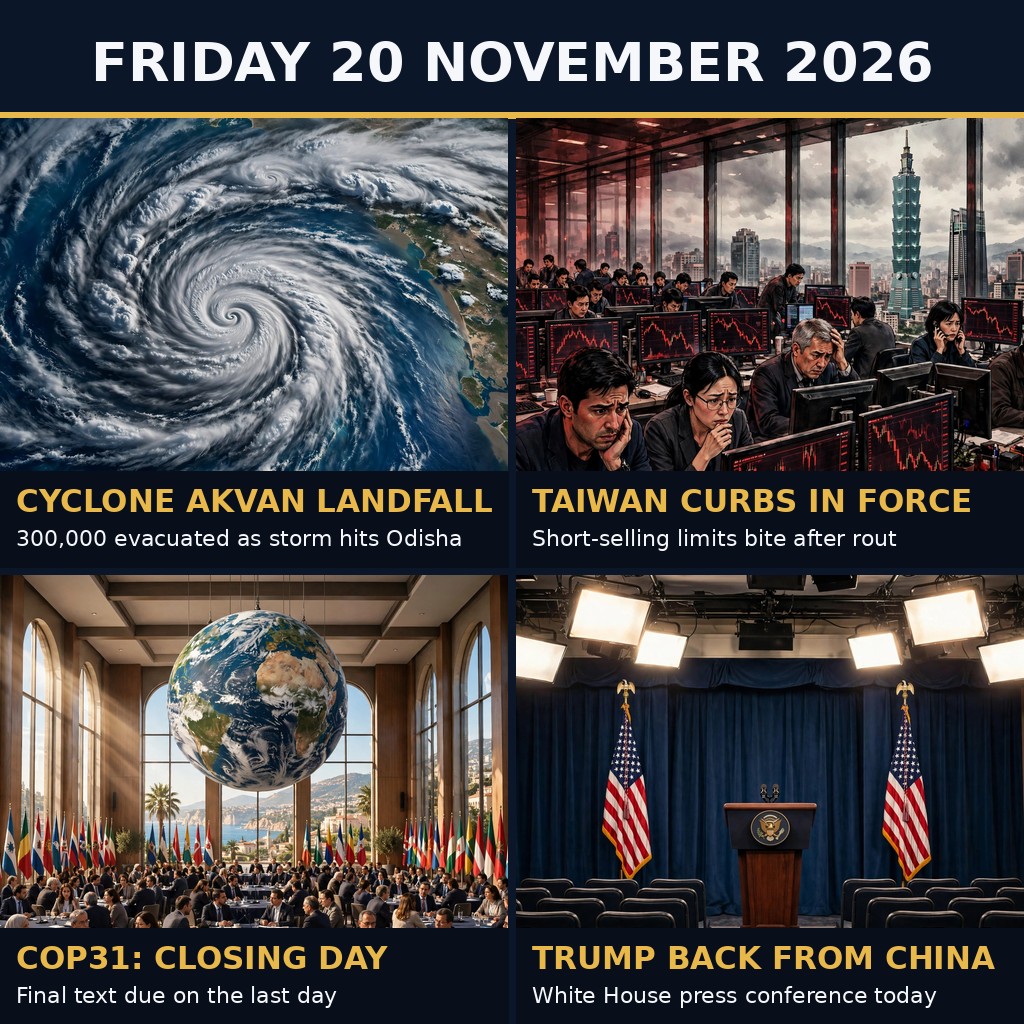 FRIDAY 20 NOVEMBER 2026
CYCLONE AKVAN LANDFALL
300,000 evacuated as storm hits Odisha
TAIWAN CURBS IN FORCE
Short-selling limits bite after rout
COP31: CLOSING DAY
Final text due on the last day
TRUMP BACK FROM CHINA
White House press conference today